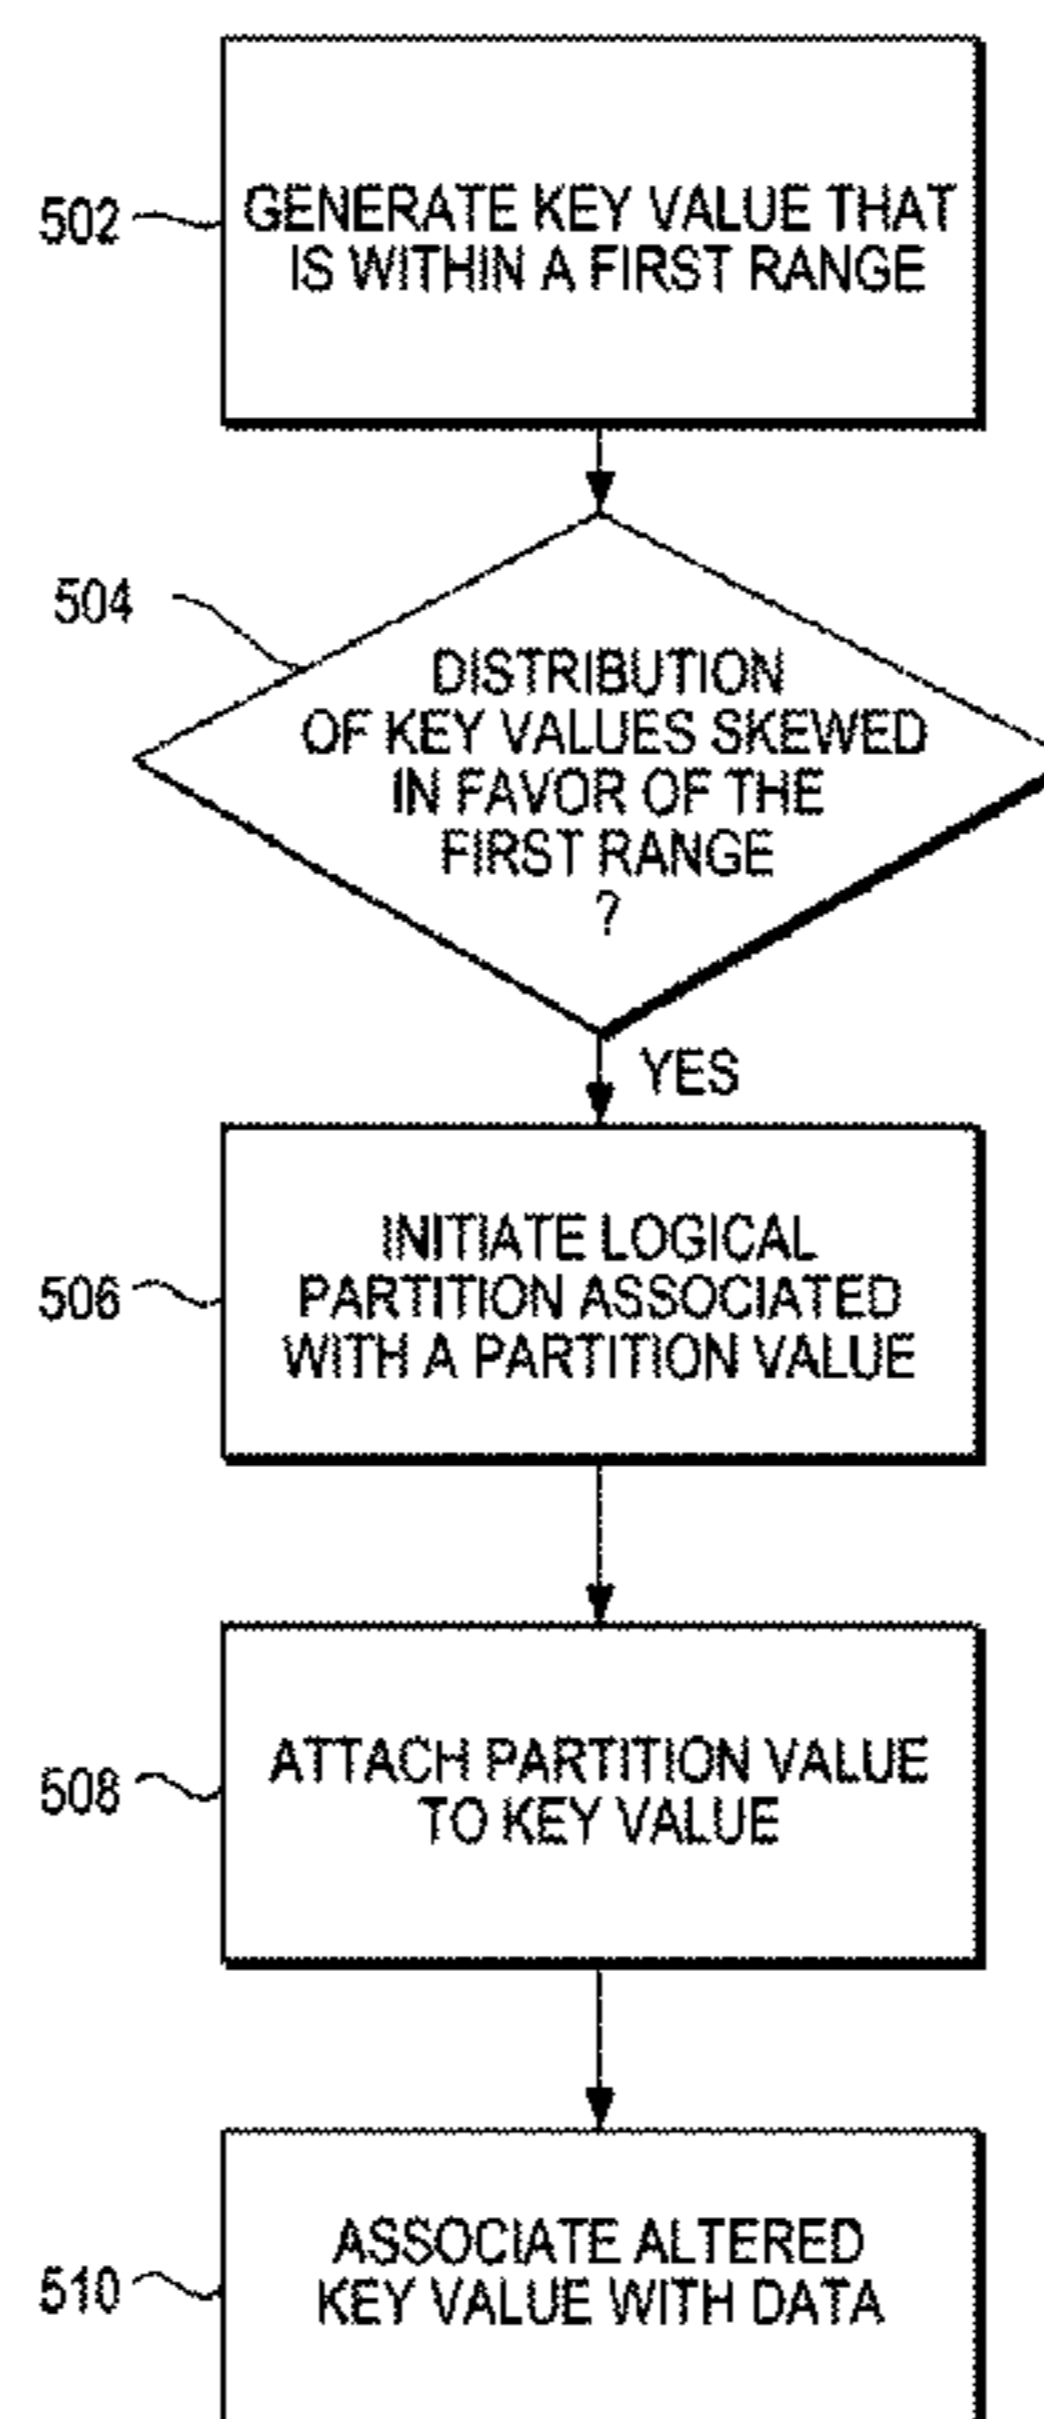 502
GENERATE KEY VALUE THAT
IS WITHIN A FIRST RANGE
504
DISTRIBUTION
OF KEY VALUES SKEWED
IN FAVOR OF THE
FIRST RANGE
?
YES
506
INITIATE LOGICAL
PARTITION ASSOCIATED
WITH A PARTITION VALUE
508
ATTACH PARTITION VALUE
TO KEY VALUE
510
ASSOCIATE ALTERED
KEY VALUE WITH DATA